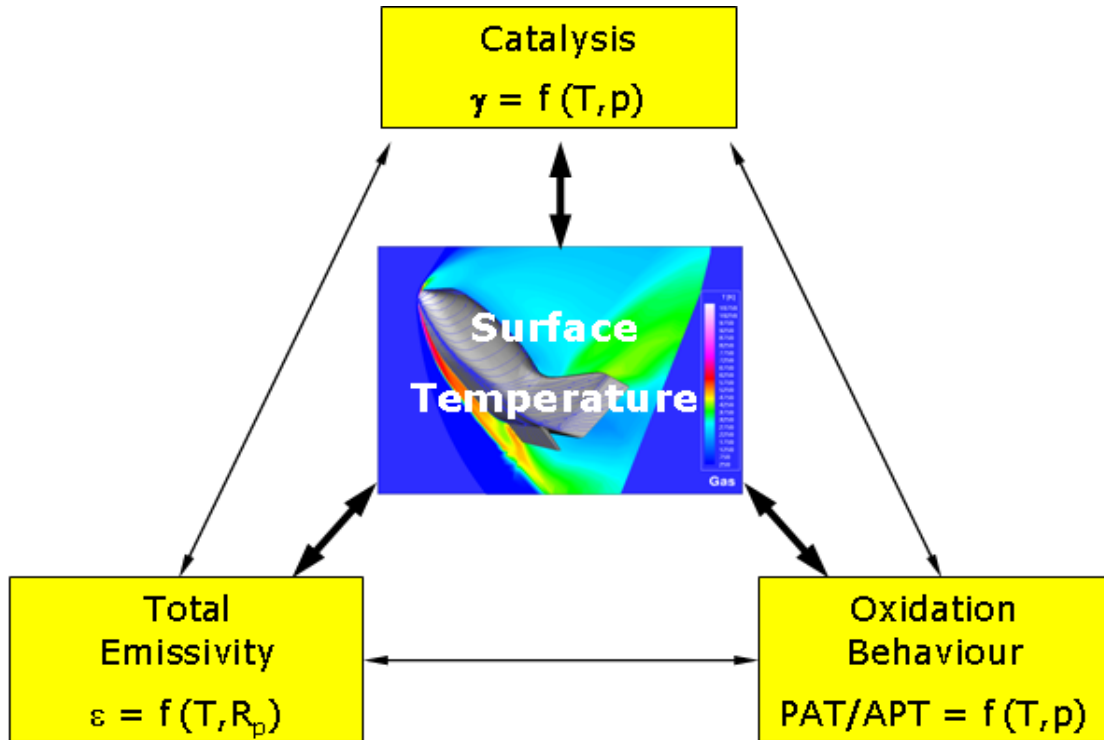 Catalysis
γ = f (T,p)
Surface
Temperature
T [K]
Gas
Total
Emissivity
ε = f (T,Rp)
Oxidation
Behaviour
PAT/APT = f (T,p)